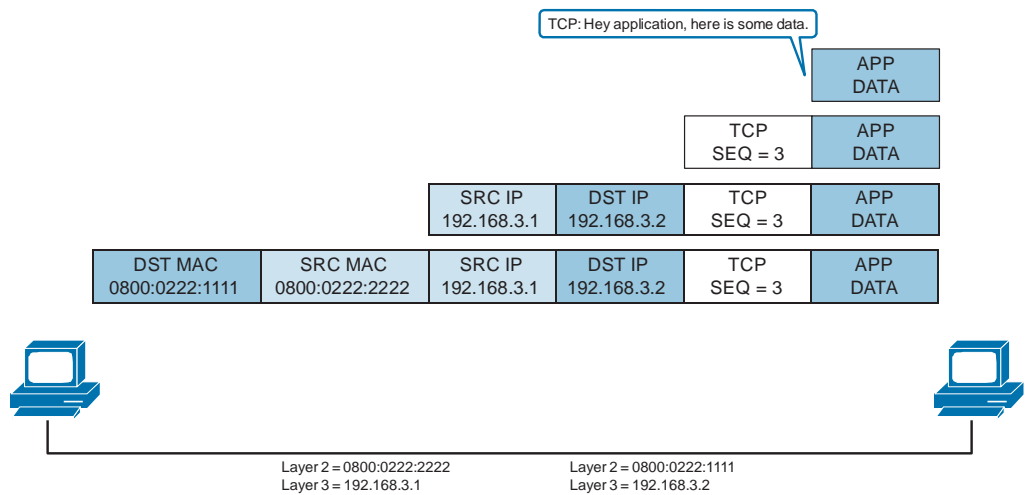 TCP: Hey application, here is some data.
APP
DATA
TCP
SEQ = 3
APP
DATA
SRC IP
192.168.3.1
DST IP
192.168.3.2
TCP
SEQ = 3
APP
DATA
DST MAC
0800:0222:1111
SRC MAC
0800:0222:2222
SRC IP
192.168.3.1
DST IP
192.168.3.2
TCP
SEQ = 3
APP
DATA
Layer 2 = 0800:0222:2222
Layer 3 = 192.168.3.1
Layer 2 = 0800:0222:1111
Layer 3 = 192.168.3.2